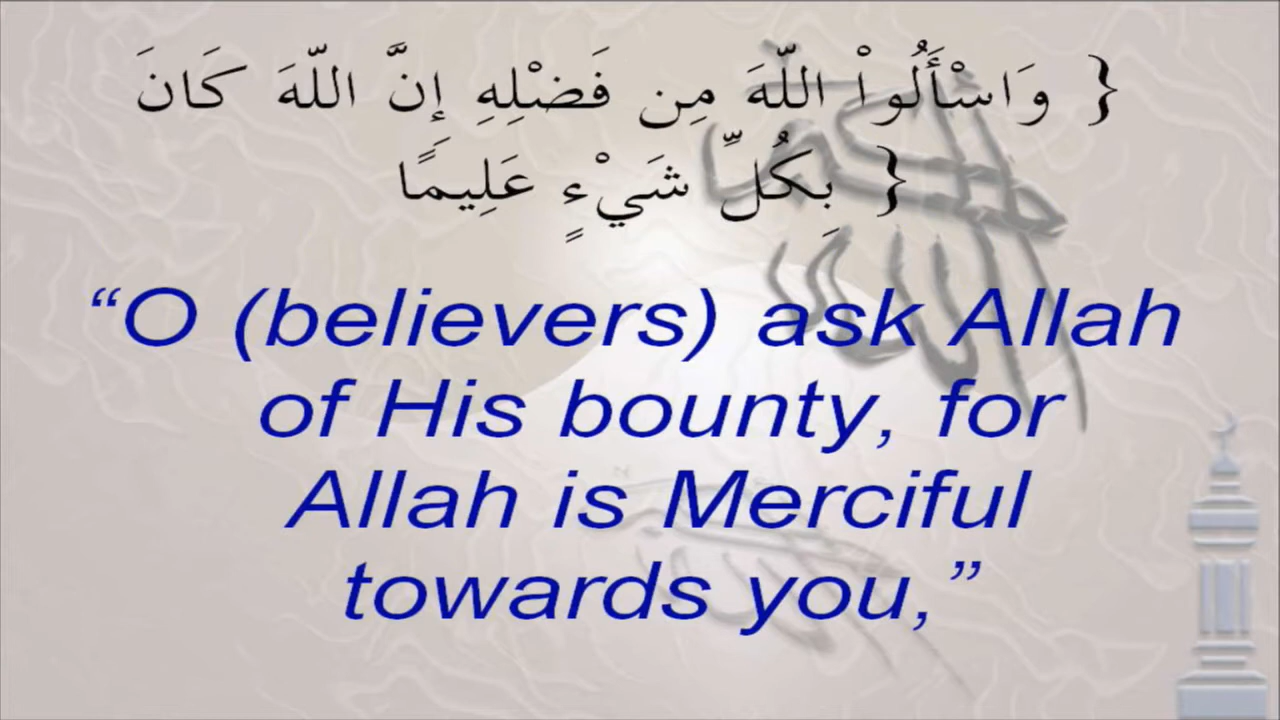 { وَاسْأَلُواْ اللّهَ مِن فَضْلِهِ إِنَّ اللّهَ كَانَ
بِكُلِّ شَيْءٍ عَلِيمًا }
“O (believers) ask Allah
of His bounty, for
Allah is Merciful
towards you,”